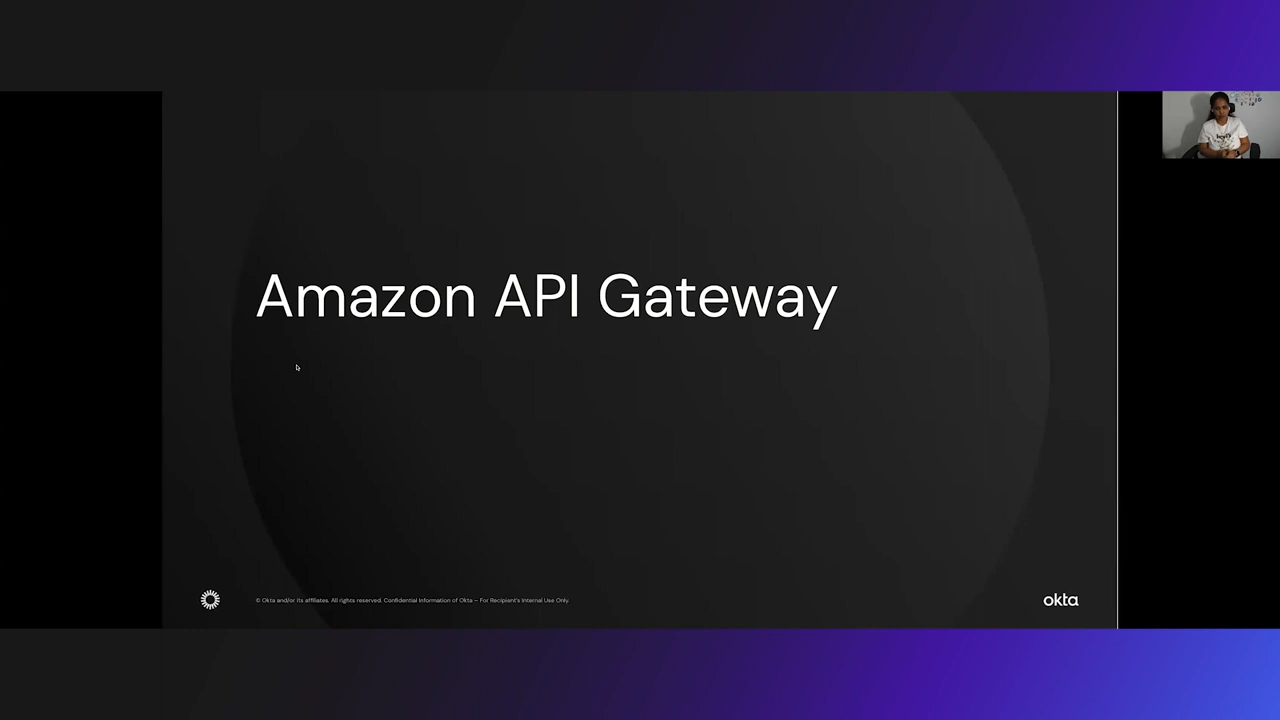 Amazon API Gateway
© Okta and/or its affiliates. All rights reserved. Confidential Information of Okta – For Recipient's Internal Use Only.
okta